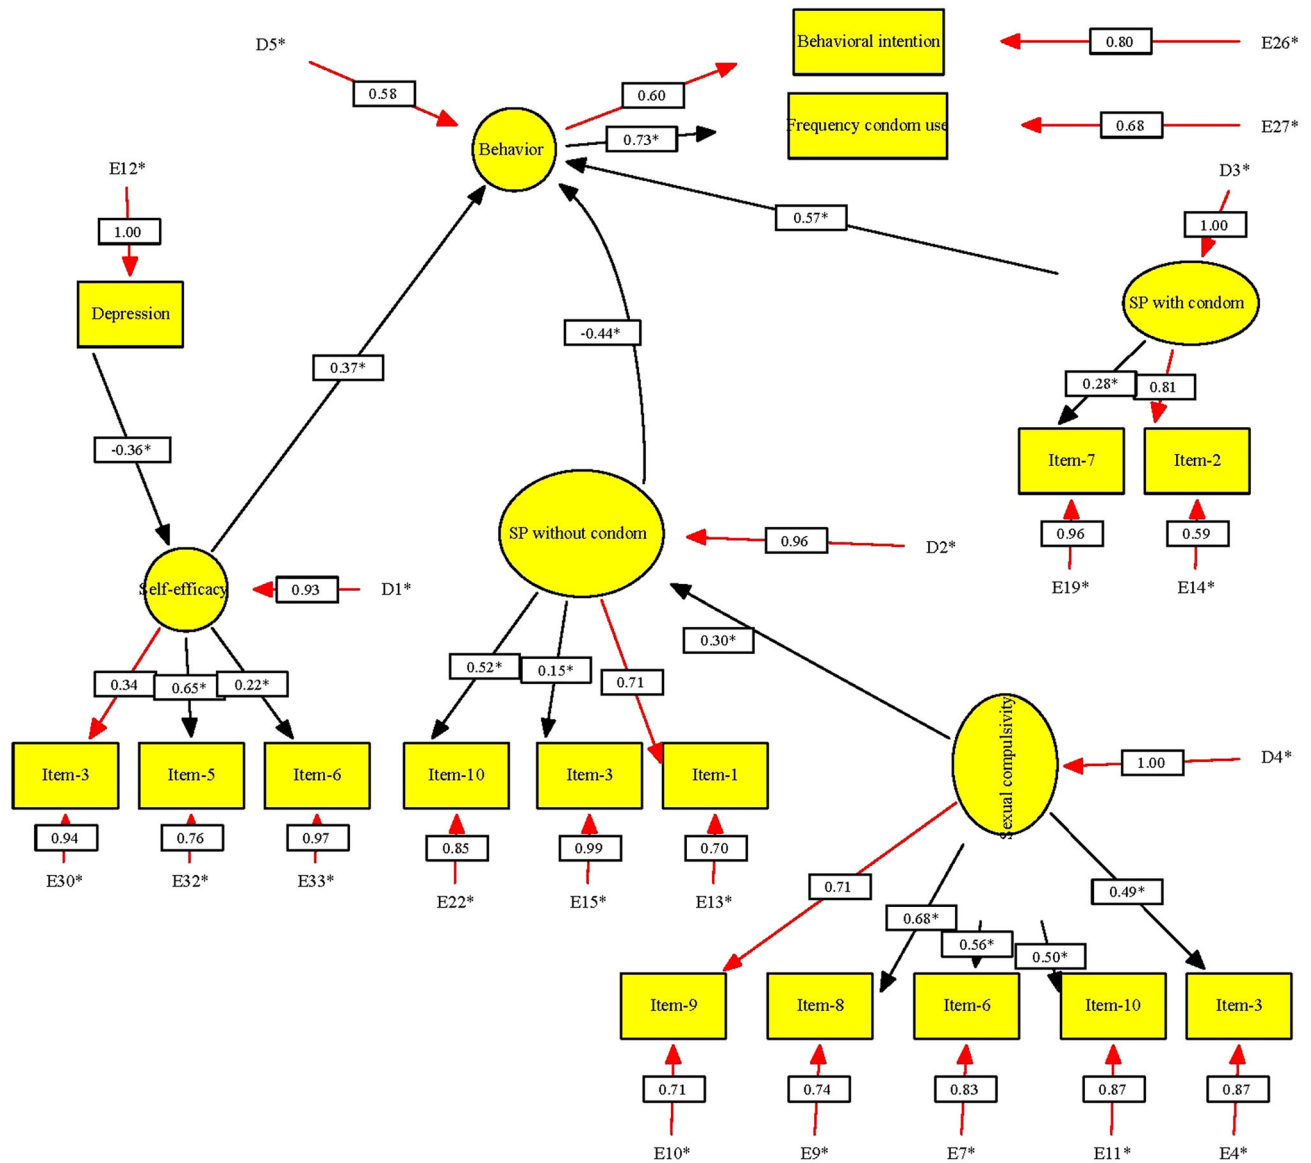 D5*
0.58
Behavior
0.60
0.73*
Behavioral intention
0.80
E26*
Frequency condom use
0.68
E27*
E12*
1.00
Depression
-0.36*
0.37*
-0.44*
0.57*
D3*
1.00
SP with condom
0.28*
0.81
Item-7
Item-2
0.96
0.59
E19*
E14*
Self-efficacy
0.93
D1*
0.34
0.65*
0.22*
Item-3
Item-5
Item-6
0.94
0.76
0.97
E30*
E32*
E33*
SP without condom
0.96
D2*
0.52*
0.15*
0.71
0.30*
Item-10
Item-3
Item-1
0.85
0.99
0.70
E22*
E15*
E13*
Sexual compulsivity
1.00
D4*
0.71
0.68*
0.56*
0.50*
0.49*
Item-9
Item-8
Item-6
Item-10
Item-3
0.71
0.74
0.83
0.87
0.87
E10*
E9*
E7*
E11*
E4*